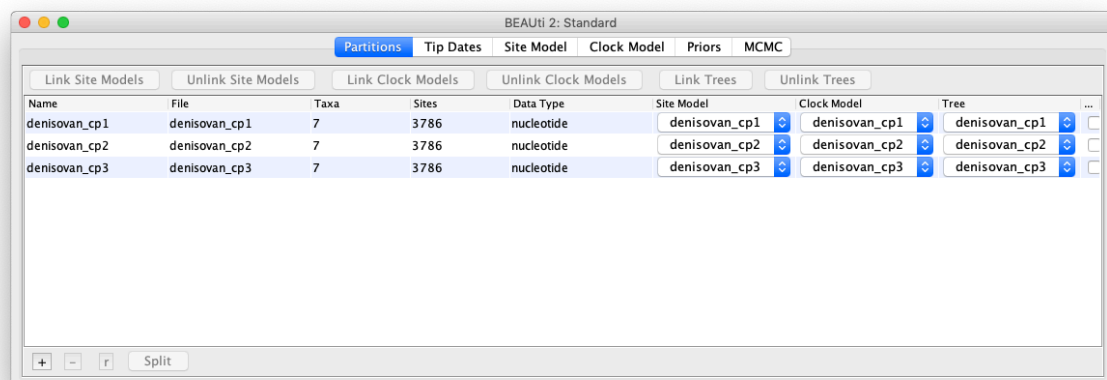 BEAUti 2: Standard
Partitions Tip Dates Site Model Clock Model Priors MCMC
Link Site Models Unlink Site Models Link Clock Models Unlink Clock Models Link Trees Unlink Trees
Name File Taxa Sites Data Type Site Model Clock Model Tree ...
denisovan_cp1 denisovan_cp1 7 3786 nucleotide denisovan_cp1 denisovan_cp1 denisovan_cp1
denisovan_cp2 denisovan_cp2 7 3786 nucleotide denisovan_cp2 denisovan_cp2 denisovan_cp2
denisovan_cp3 denisovan_cp3 7 3786 nucleotide denisovan_cp3 denisovan_cp3 denisovan_cp3
+ - r Split